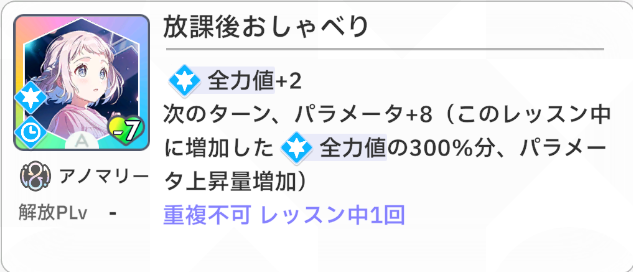 放課後おしゃべり
全力値+2
次のターン、パラメータ+8（このレッスン中
に増加した 全力値の300%分、パラメー
タ上昇量増加）
重複不可 レッスン中1回
-7
A
アノマリー
解放PLv -